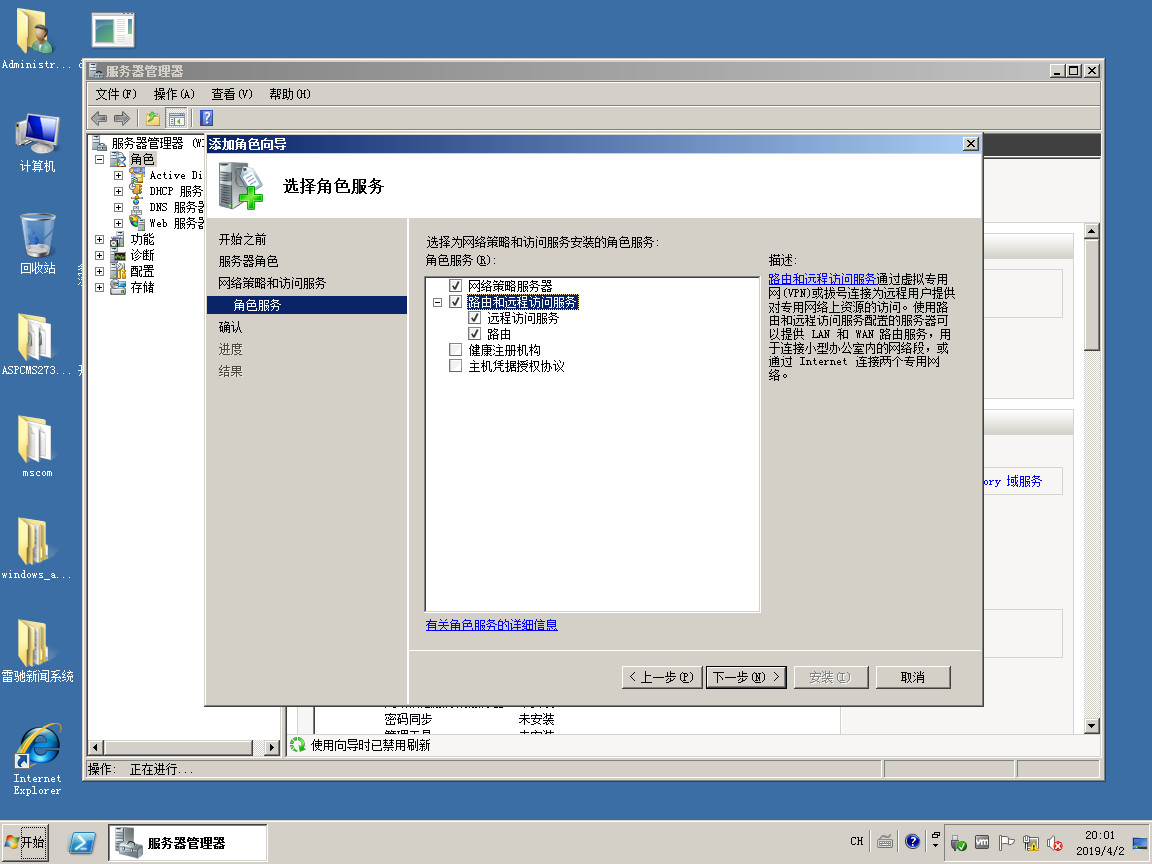 Administr...
计算机
回收站
ASPCMS273...
mscom
windows_a...
雷驰新闻系统
Internet
Explorer
服务器管理器
文件(F) 操作(A) 查看(V) 帮助(H)
服务器管理器 (W
角色
Active Di
DHCP 服务
DNS 服务器
Web 服务器
功能
诊断
配置
存储
添加角色向导
选择角色服务
开始之前
服务器角色
网络策略和访问服务
角色服务
确认
进度
结果
选择为网络策略和访问服务安装的角色服务:
角色服务(R):
网络策略服务器
路由和远程访问服务
远程访问服务
路由
健康注册机构
主机凭据授权协议
有关角色服务的详细信息
描述:
路由和远程访问服务通过虚拟专用
网(VPN)或拨号连接为远程用户提供
对专用网络上资源的访问。使用路
由和远程访问服务配置的服务器可
以提供 LAN 和 WAN 路由服务，用
于连接小型办公室内的网络段，或
通过 Internet 连接两个专用网
络。
< 上一步(P) 下一步(N) > 安装(I) 取消
ory 域服务
密码同步 未安装
使用向导时已禁用刷新
操作: 正在进行...
开始
服务器管理器
CH
20:01
2019/4/2